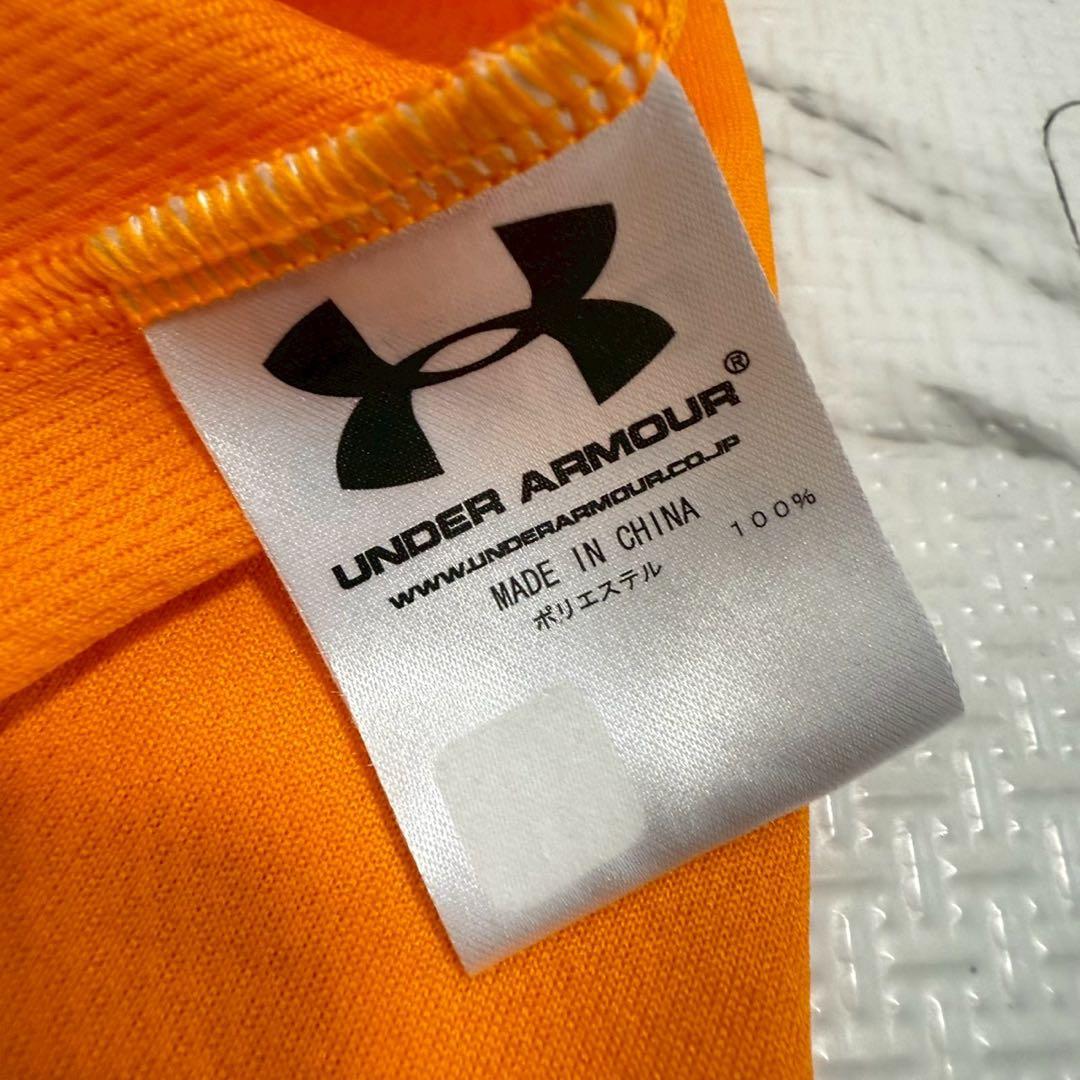 UNDER ARMOUR®
WWW.UNDERARMOUR.CO.JP
MADE IN CHINA
ポリエステル 100%